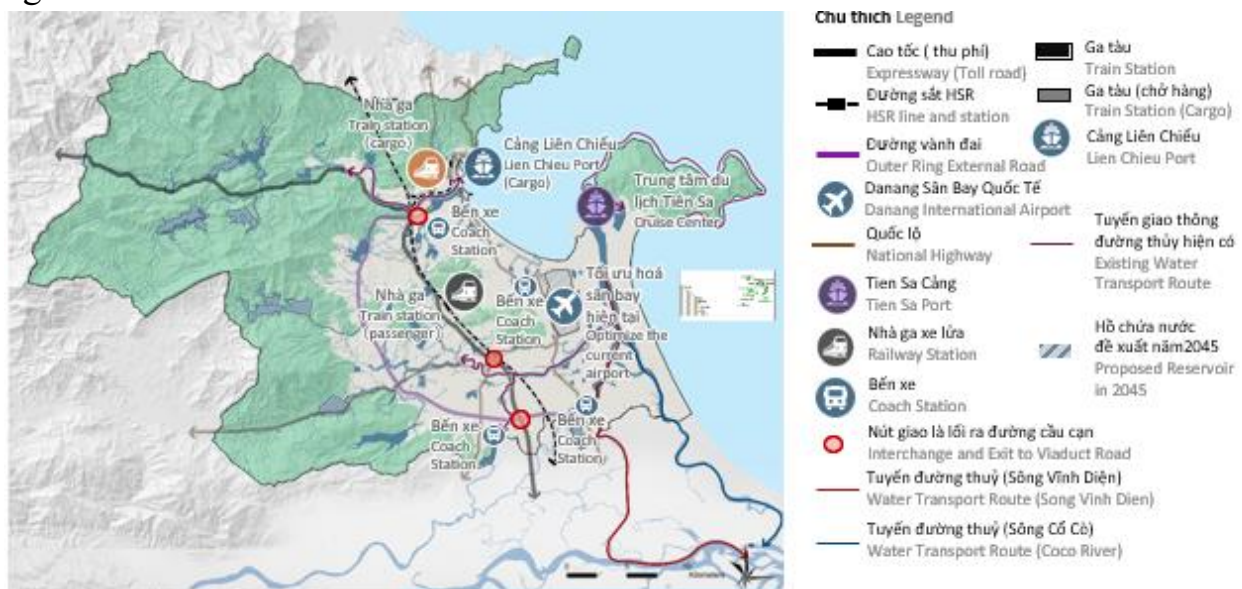 Nhà ga
Train station
(cargo)
Cảng Liên Chiểu
Lien Chieu Port
(Cargo)
Trung tâm du
lịch Tiên Sa
Cruise Center
Bến xe
Coach
Station
Nhà ga
Train station
(passenger)
Bến xe
Coach
Station
Tối ưu hoá
sân bay
hiện tại
Optimize the
current
airport
Bến xe
Coach
Station
Bến xe
Coach
Station
Kilometers
Chú thích Legend
Cao tốc ( thu phí)
Expressway (Toll road)
Đường sắt HSR
HSR line and station
Đường vành đai
Outer Ring External Road
Danang Sân Bay Quốc Tế
Danang International Airport
Quốc lộ
National Highway
Tien Sa Cảng
Tien Sa Port
Nhà ga xe lửa
Railway Station
Bến xe
Coach Station
Nút giao là lối ra đường cầu cạn
Interchange and Exit to Viaduct Road
Tuyến đường thuỷ (Sông Vĩnh Diện)
Water Transport Route (Song Vinh Dien)
Tuyến đường thuỷ (Sông Cổ Cò)
Water Transport Route (Coco River)
Ga tàu
Train Station
Ga tàu (chở hàng)
Train Station (Cargo)
Cảng Liên Chiểu
Lien Chieu Port
Tuyến giao thông
đường thủy hiện có
Existing Water
Transport Route
Hồ chứa nước
đề xuất năm2045
Proposed Reservoir
in 2045